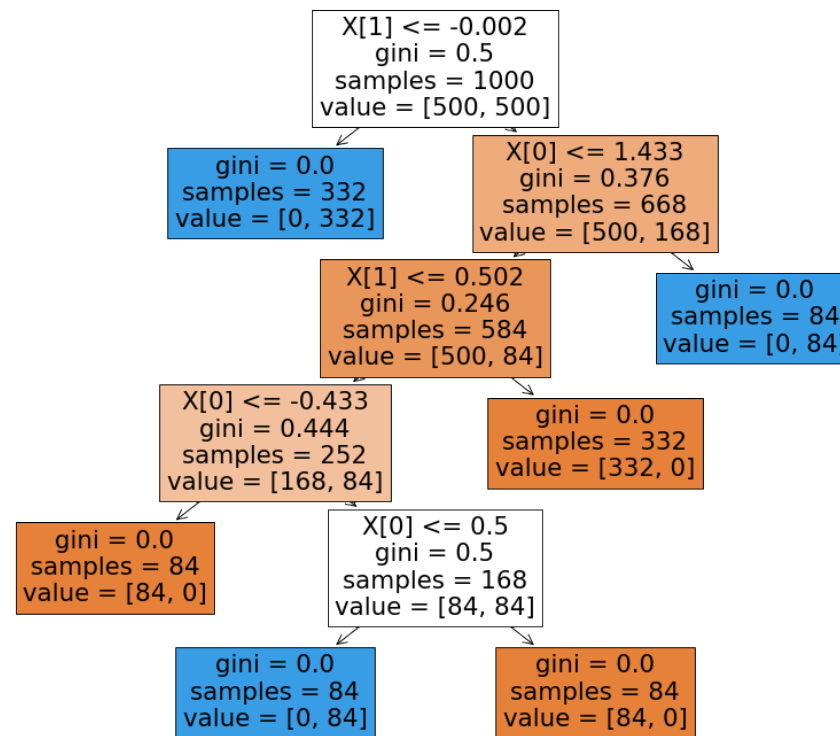 X[1] <= -0.002
gini = 0.5
samples = 1000
value = [500, 500]
gini = 0.0
samples = 332
value = [0, 332]
X[0] <= 1.433
gini = 0.376
samples = 668
value = [500, 168]
X[1] <= 0.502
gini = 0.246
samples = 584
value = [500, 84]
gini = 0.0
samples = 84
value = [0, 84]
X[0] <= -0.433
gini = 0.444
samples = 252
value = [168, 84]
gini = 0.0
samples = 332
value = [332, 0]
gini = 0.0
samples = 84
value = [84, 0]
X[0] <= 0.5
gini = 0.5
samples = 168
value = [84, 84]
gini = 0.0
samples = 84
value = [0, 84]
gini = 0.0
samples = 84
value = [84, 0]